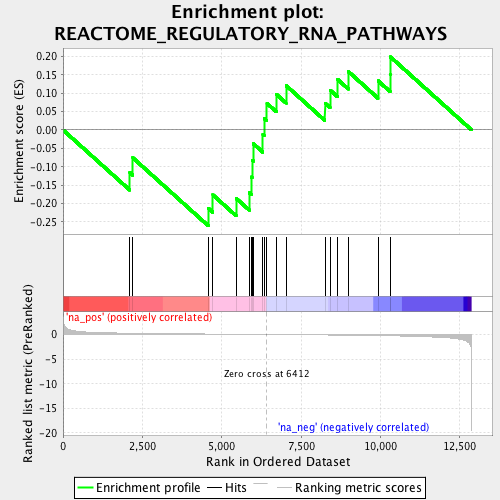 Enrichment plot:
REACTOME_REGULATORY_RNA_PATHWAYS
Enrichment score (ES)
0.20
0.15
0.10
0.05
0.00
-0.05
-0.10
-0.15
-0.20
-0.25
'na_pos' (positively correlated)
Ranked list metric (PreRanked)
0
-5
-10
-15
-20
Zero cross at 6412
'na_neg' (negatively correlated)
0
2,500
5,000
7,500
10,000
12,500
Rank in Ordered Dataset
Enrichment profile
Hits
Ranking metric scores